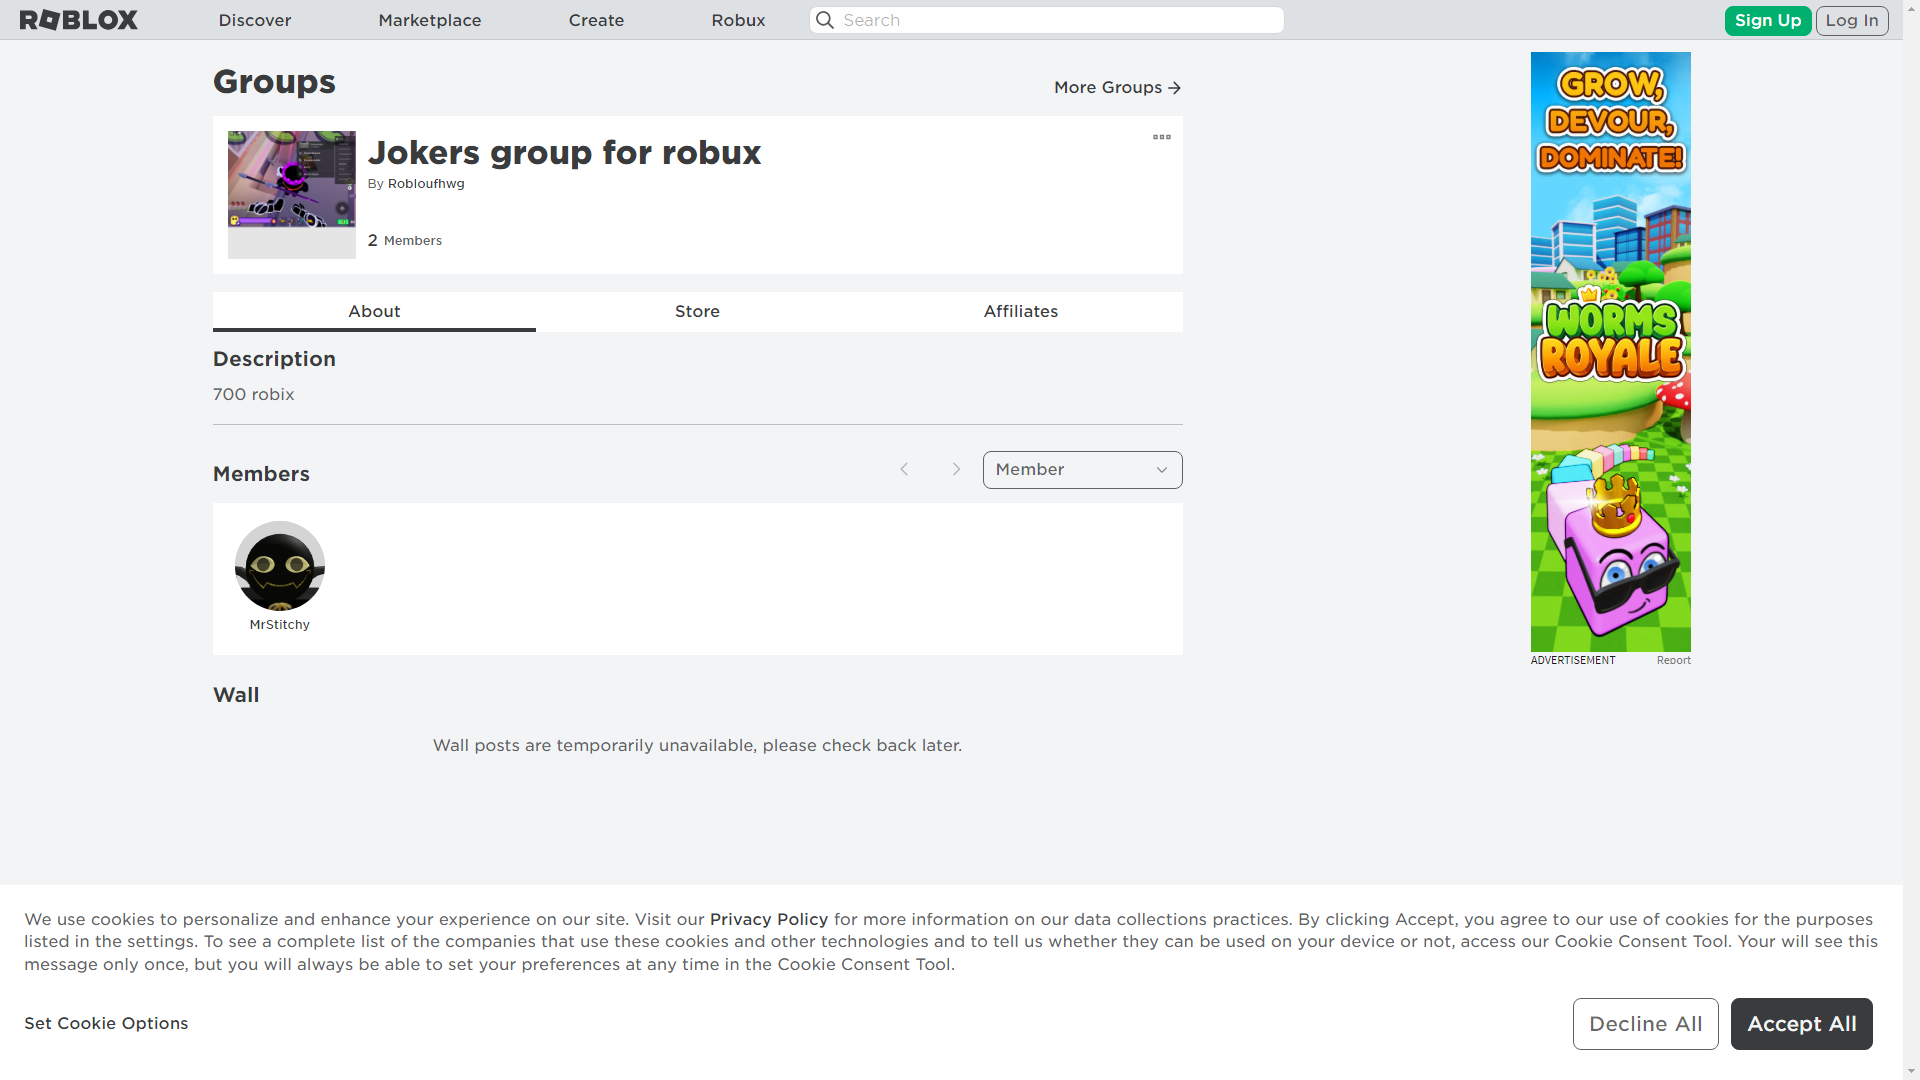 ROBLOX
Discover
Marketplace
Create
Robux
Search
Sign Up
Log In
Groups
More Groups
Jokers group for robux
By Robloufhwg
2 Members
About
Store
Affiliates
Description
700 robix
Members
Member
MrStitchy
Wall
Wall posts are temporarily unavailable, please check back later.
GROW,
DEVOUR,
DOMINATE!
WORMS
ROYALE
ADVERTISEMENT
Report
We use cookies to personalize and enhance your experience on our site. Visit our Privacy Policy for more information on our data collections practices. By clicking Accept, you agree to our use of cookies for the purposes
listed in the settings. To see a complete list of the companies that use these cookies and other technologies and to tell us whether they can be used on your device or not, access our Cookie Consent Tool. Your will see this
message only once, but you will always be able to set your preferences at any time in the Cookie Consent Tool.
Set Cookie Options
Decline All
Accept All